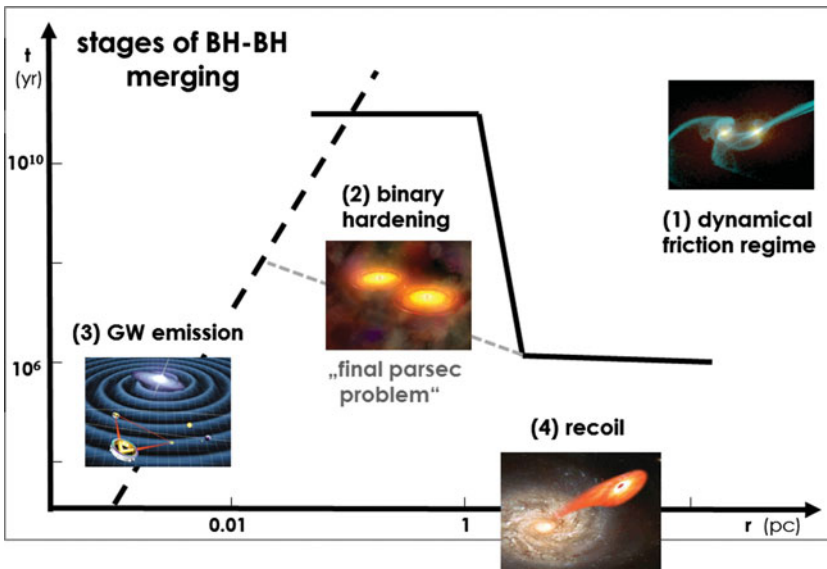 stages of BH-BH
merging
t
(yr)
10¹⁰
(2) binary
hardening
(1) dynamical
friction regime
(3) GW emission
10⁶
„final parsec
problem“
(4) recoil
0.01
1
r (pc)